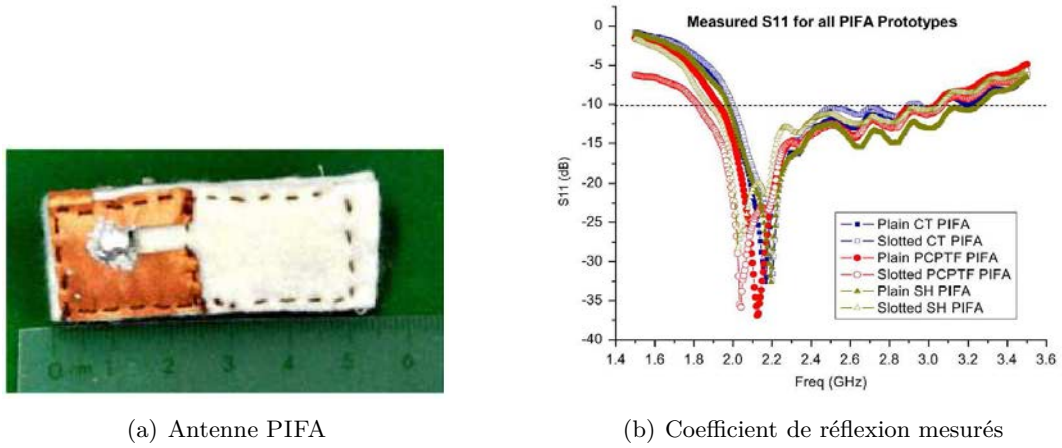 0 cm 1 2 3 4 5 6
(a) Antenne PIFA
Measured S11 for all PIFA Prototypes
0
-5
-10
-15
-20
-25
-30
-35
-40
S11 (dB)
Plain CT PIFA
Slotted CT PIFA
Plain PCPTF PIFA
Slotted PCPTF PIFA
Plain SH PIFA
Slotted SH PIFA
1.4 1.6 1.8 2.0 2.2 2.4 2.6 2.8 3.0 3.2 3.4 3.6
Freq (GHz)
(b) Coefficient de réflexion mesurés